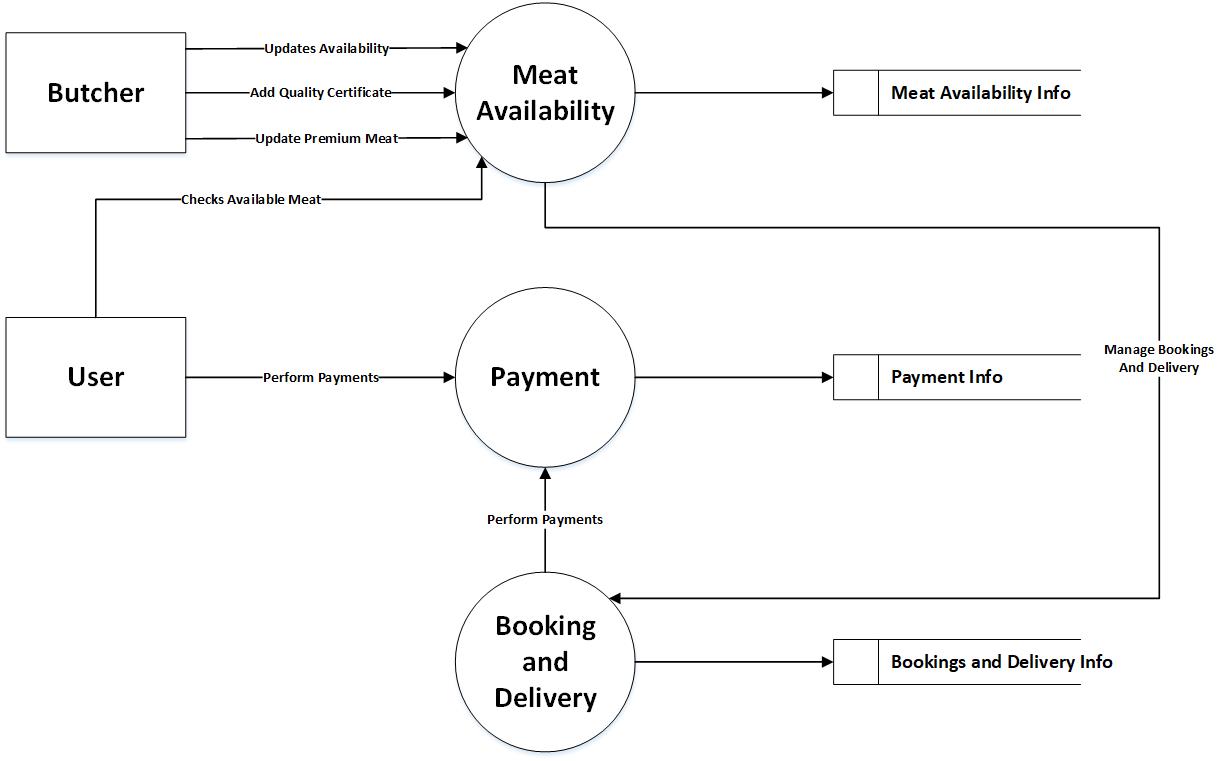 Butcher
Updates Availability
Add Quality Certificate
Update Premium Meat
Meat
Availability
Meat Availability Info
Checks Available Meat
User
Perform Payments
Payment
Payment Info
Manage Bookings
And Delivery
Perform Payments
Booking
and
Delivery
Bookings and Delivery Info